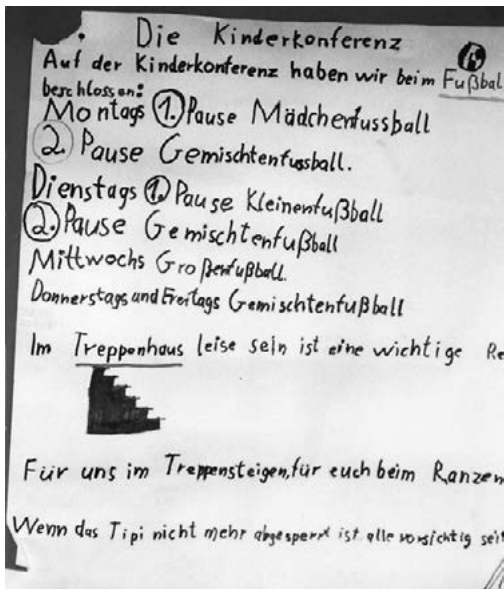 Die Kinderkonferenz
Auf der Kinderkonferenz haben wir beim Fußbal
beschlossen:
Montags 1. Pause Mädchenfussball
2. Pause Gemischtenfussball.
Dienstags 1. Pause Kleinenfußball
2. Pause Gemischtenfußball
Mittwochs Großenfußball.
Donnerstags und Freitags Gemischtenfußball
Im Treppenhaus leise sein ist eine wichtige Re
Für uns im Treppensteigen, für euch beim Ranzen
Wenn das Tipi nicht mehr abgesperrt ist alle vorsichtig sei